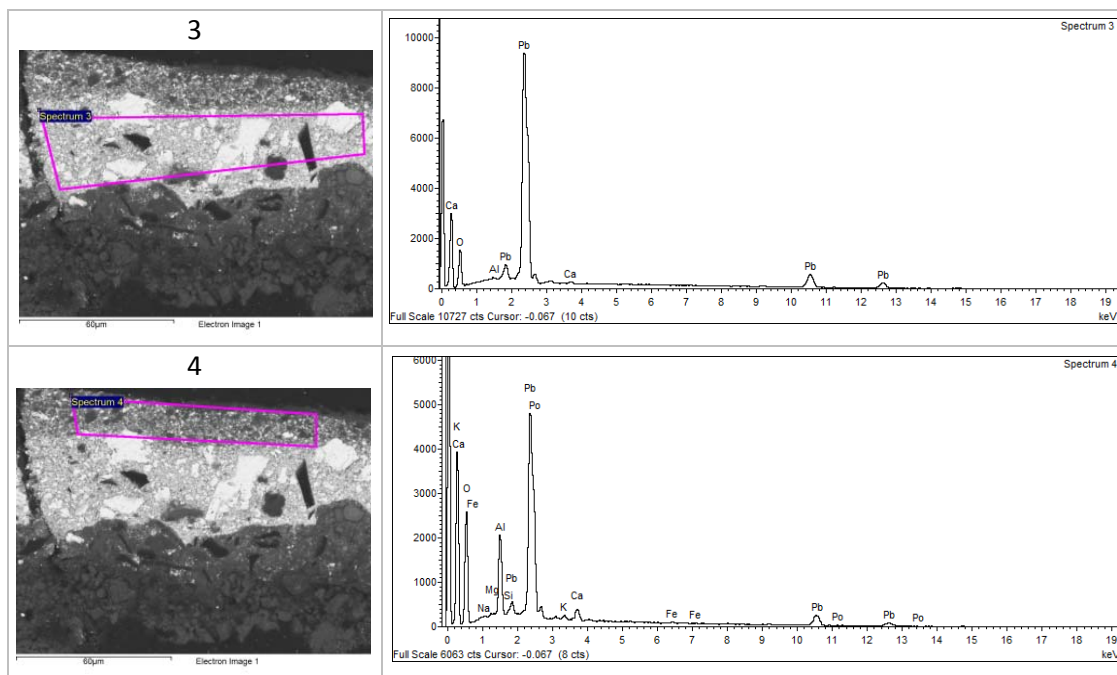 3
Spectrum 3
60µm Electron Image 1
Spectrum 3
10000
8000
6000
4000
2000
0
Pb
Ca
O
Al
Pb
Ca
Pb
Pb
0 1 2 3 4 5 6 7 8 9 10 11 12 13 14 15 16 17 18 19
Full Scale 10727 cts Cursor: -0.067 (10 cts)
keV
4
Spectrum 4
60µm Electron Image 1
Spectrum 4
6000
5000
4000
3000
2000
1000
0
Pb
Po
K
Ca
O
Fe
Al
Pb
Mg
Si
Na
K
Ca
Fe
Fe
Pb
Po
Pb
Po
0 1 2 3 4 5 6 7 8 9 10 11 12 13 14 15 16 17 18 19
Full Scale 6063 cts Cursor: -0.067 (8 cts)
keV